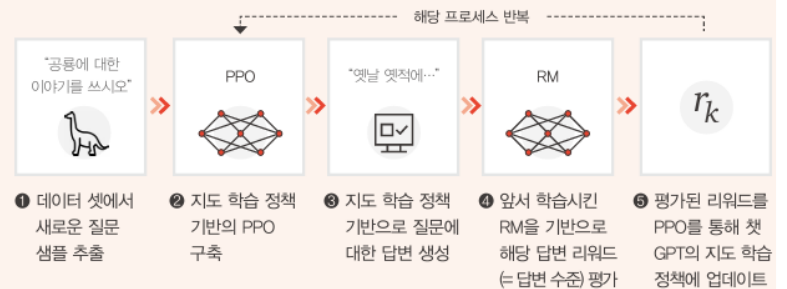 해당 프로세스 반복
“공룡에 대한
이야기를 쓰시오”
PPO
“옛날 옛적에…”
RM
rk
❶ 데이터 셋에서
새로운 질문
샘플 추출
❷ 지도 학습 정책
기반의 PPO
구축
❸ 지도 학습 정책
기반으로 질문에
대한 답변 생성
❹ 앞서 학습시킨
RM을 기반으로
해당 답변 리워드
(= 답변 수준) 평가
❺ 평가된 리워드를
PPO를 통해 챗
GPT의 지도 학습
정책에 업데이트